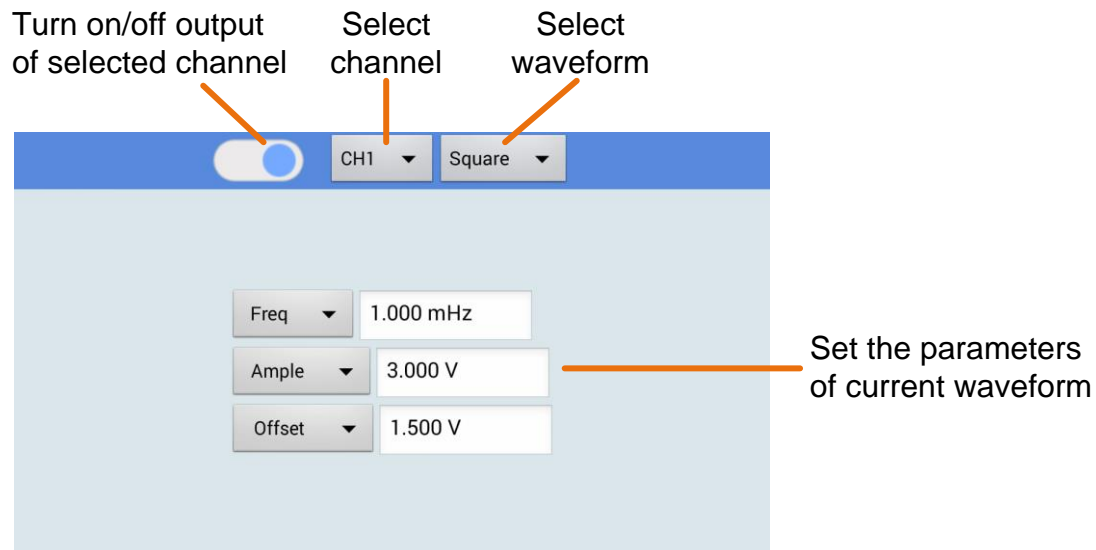 Turn on/off output
of selected channel
Select
channel
Select
waveform
CH1
Square
Freq
1.000 mHz
Ample
3.000 V
Offset
1.500 V
Set the parameters
of current waveform